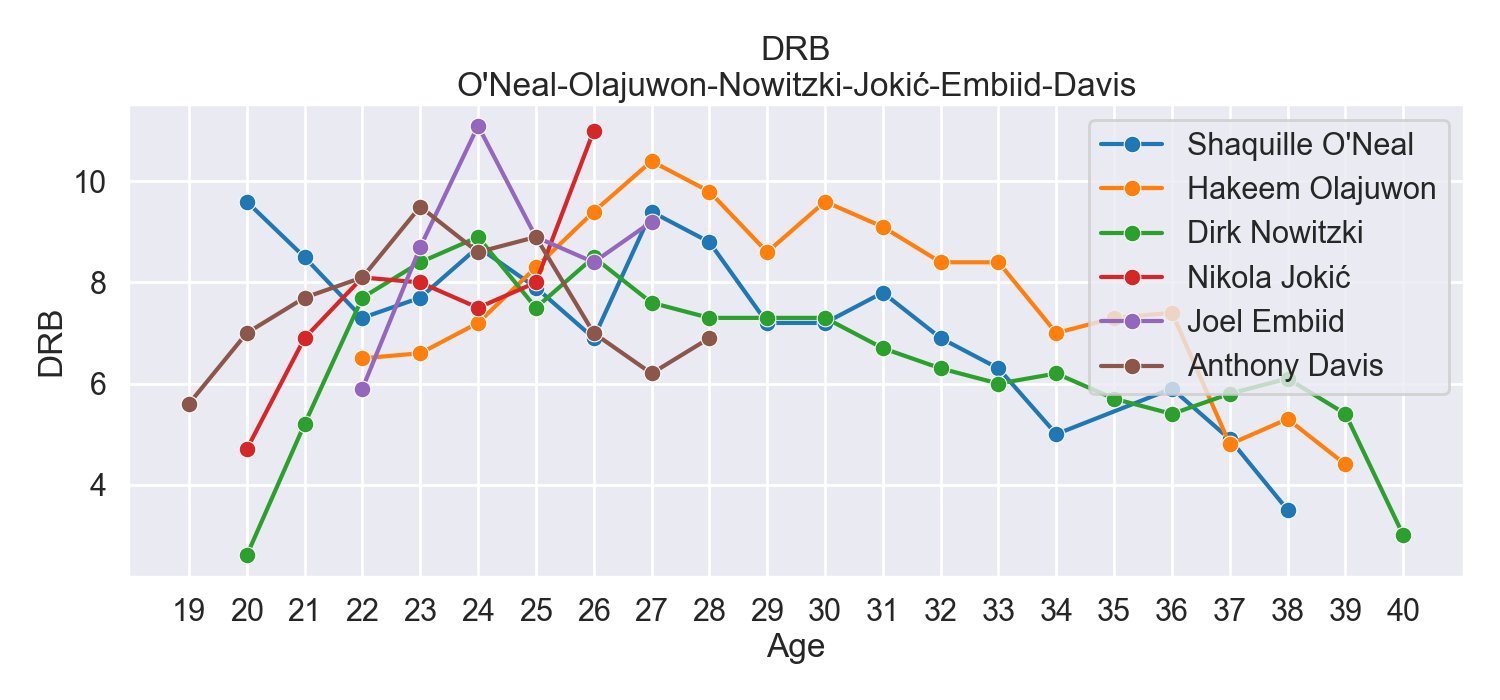 DRB
O'Neal-Olajuwon-Nowitzki-Jokić-Embiid-Davis
DRB
10
8
6
4
Shaquille O'Neal
Hakeem Olajuwon
Dirk Nowitzki
Nikola Jokić
Joel Embiid
Anthony Davis
19 20 21 22 23 24 25 26 27 28 29 30 31 32 33 34 35 36 37 38 39 40
Age